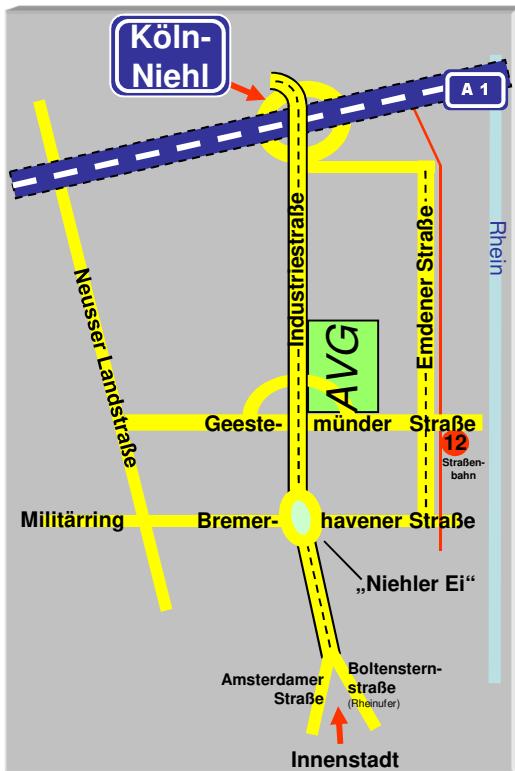 Köln-
Niehl
A 1
Rhein
Industriestraße
Emdener Straße
Neusser Landstraße
AVG
Geeste-
münder Straße
12
Straßen-
bahn
Militärring
Bremer-
havener Straße
„Niehler Ei“
Amsterdamer
Straße
Boltenstern-
straße
(Rheinufer)
Innenstadt